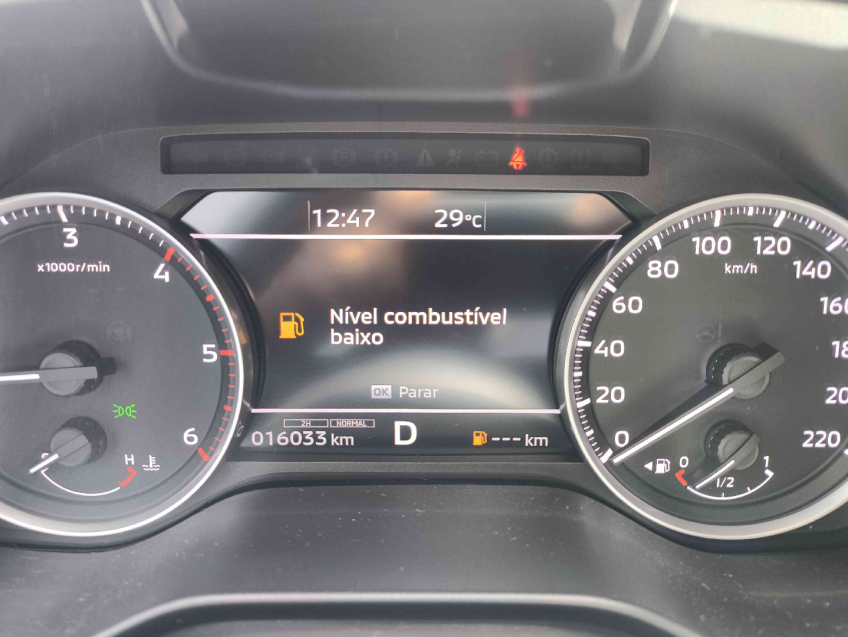 12:47 29°C
3
x1000r/min
4
5
6
H
Nível combustível
baixo
OK Parar
2H NORMAL
016033 km D --- km
100 120
80 km/h 140
60 160
40
20
0 220
0 1
1/2